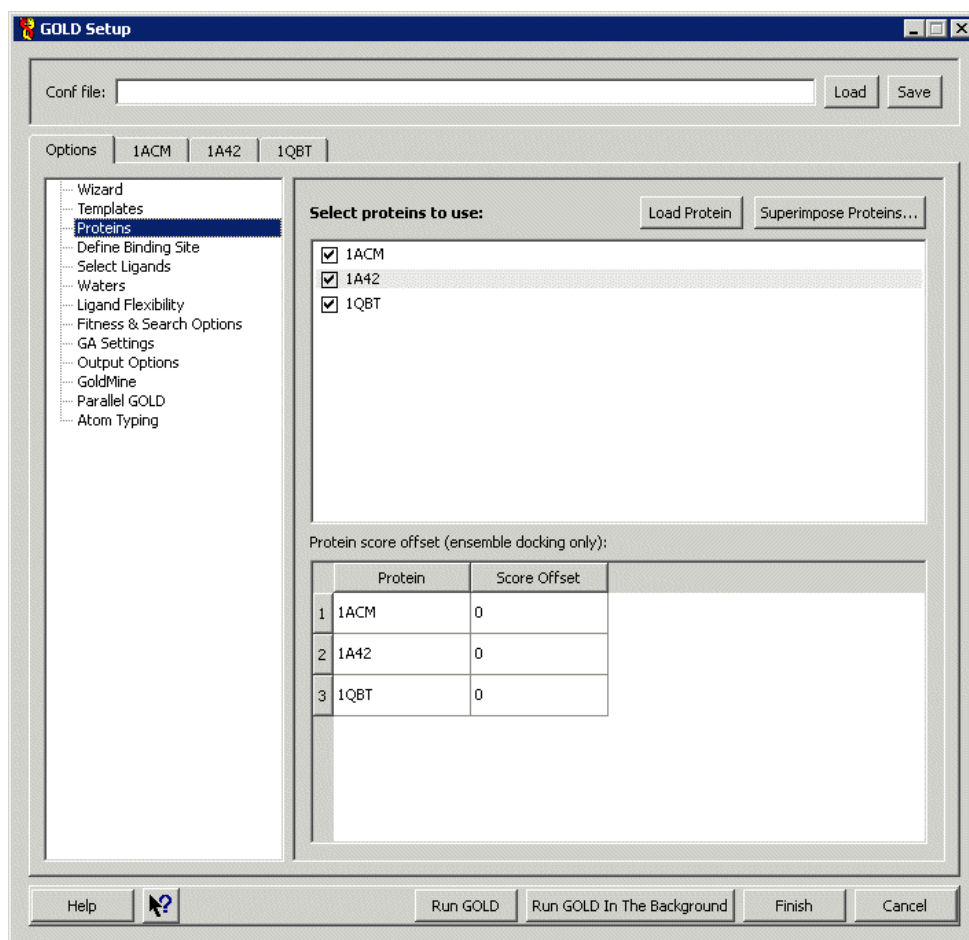 GOLD Setup
Conf file: Load Save
Options 1ACM 1A42 1QBT
Wizard
Templates
Proteins
Define Binding Site
Select Ligands
Waters
Ligand Flexibility
Fitness & Search Options
GA Settings
Output Options
GoldMine
Parallel GOLD
Atom Typing
Select proteins to use: Load Protein Superimpose Proteins...
1ACM
1A42
1QBT
Protein score offset (ensemble docking only):
Protein Score Offset
1 1ACM 0
2 1A42 0
3 1QBT 0
Help ? Run GOLD Run GOLD In The Background Finish Cancel